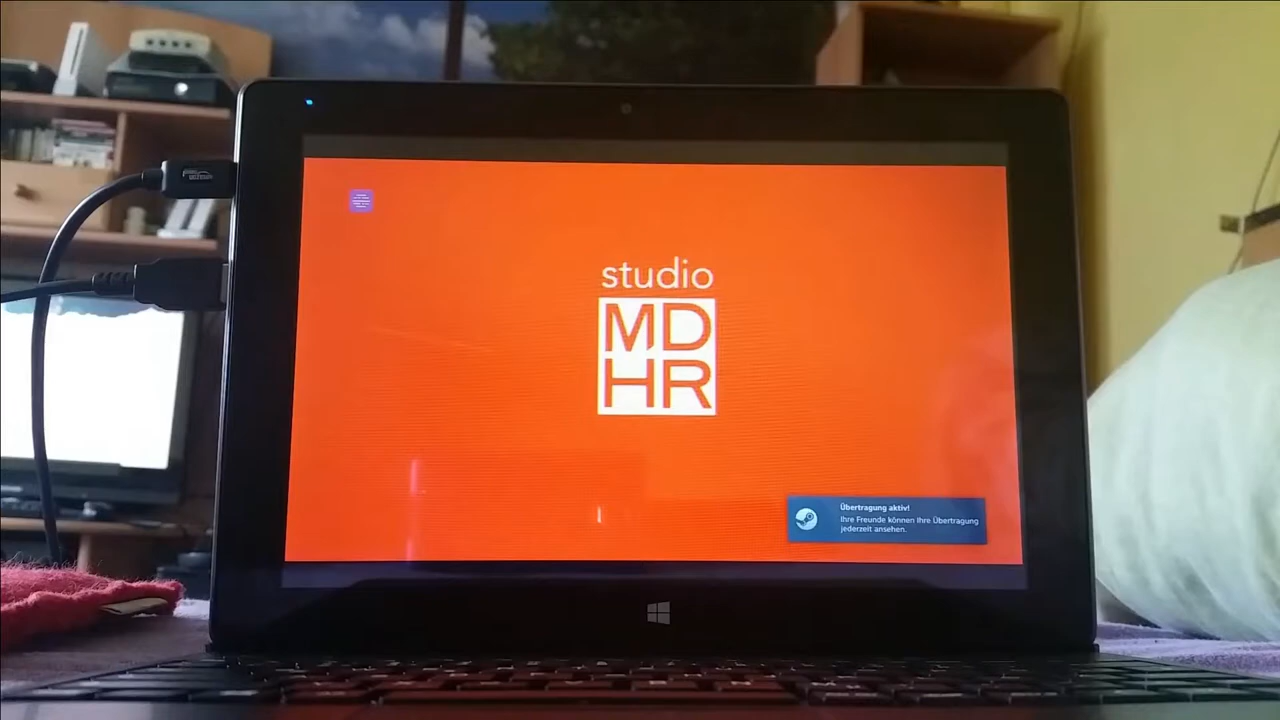 studio
MD
HR
Übertragung aktiv!
Ihre Freunde können Ihre Übertragung
jederzeit ansehen.